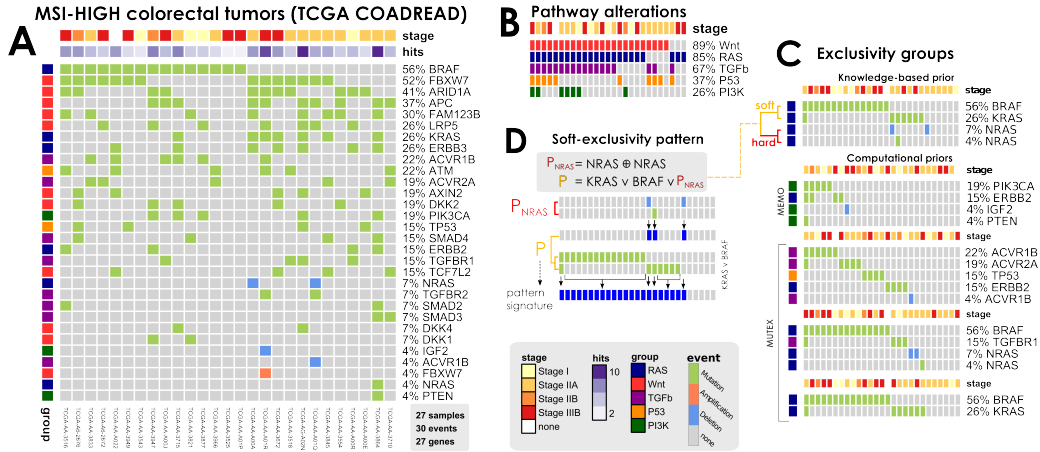 MSI-HIGH colorectal tumors (TCGA COADREAD)
A
stage
hits
56% BRAF
52% FBXW7
41% ARID1A
37% APC
30% FAM123B
26% LRP5
26% KRAS
26% ERBB3
22% ACVR1B
22% ATM
19% ACVR2A
19% AXIN2
19% DKK2
19% PIK3CA
15% TP53
15% SMAD4
15% ERBB2
15% TGFBR1
15% TCF7L2
7% NRAS
7% TGFBR2
7% SMAD2
7% SMAD3
7% DKK4
7% DKK1
4% IGF2
4% ACVR1B
4% FBXW7
4% NRAS
4% PTEN
group
27 samples
30 events
27 genes
B
Pathway alterations
stage
89% Wnt
85% RAS
67% TGFb
37% P53
26% PI3K
C
Exclusivity groups
Knowledge-based prior
stage
soft
hard
56% BRAF
26% KRAS
7% NRAS
4% NRAS
Computational priors
stage
MEMO
19% PIK3CA
15% ERBB2
4% IGF2
4% PTEN
stage
MUTEX
22% ACVR1B
19% ACVR2A
15% TP53
15% ERBB2
4% ACVR1B
stage
56% BRAF
15% TGFBR1
7% NRAS
4% NRAS
stage
56% BRAF
26% KRAS
D
Soft-exclusivity pattern
PNRAS = NRAS ⊕ NRAS
P = KRAS ∨ BRAF ∨ PNRAS
PNRAS
P
KRAS ∨ BRAF
pattern
signature
stage
Stage I
Stage IIA
Stage IIB
Stage IIIB
none
hits
10
2
group
RAS
Wnt
TGFb
P53
PI3K
event
Mutation
Amplification
Deletion
none